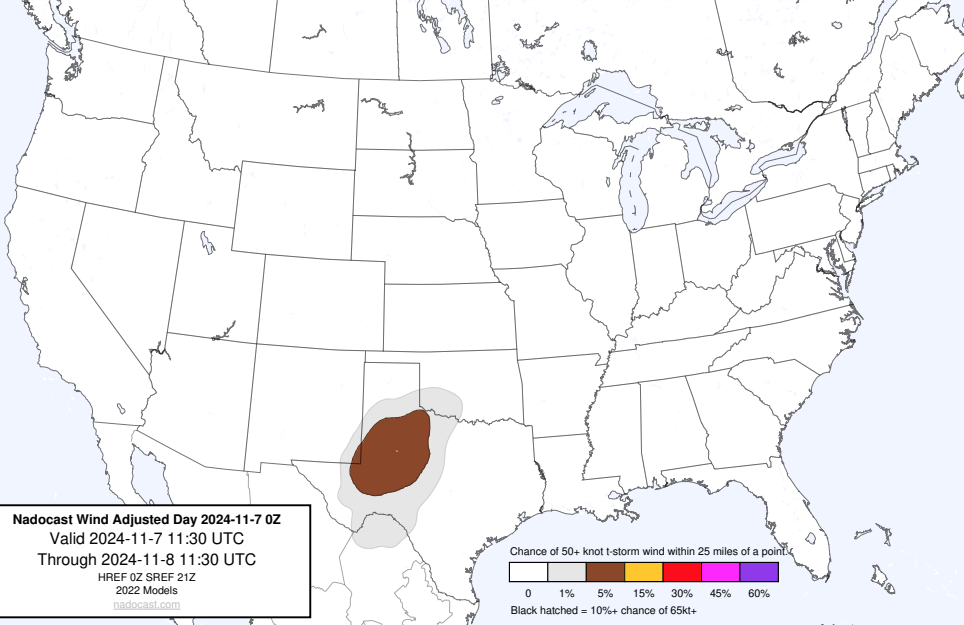 Nadocast Wind Adjusted Day 2024-11-7 0Z
Valid 2024-11-7 11:30 UTC
Through 2024-11-8 11:30 UTC
HREF 0Z SREF 21Z
2022 Models
nadocast.com
Chance of 50+ knot t-storm wind within 25 miles of a point.
0 1% 5% 15% 30% 45% 60%
Black hatched = 10%+ chance of 65kt+